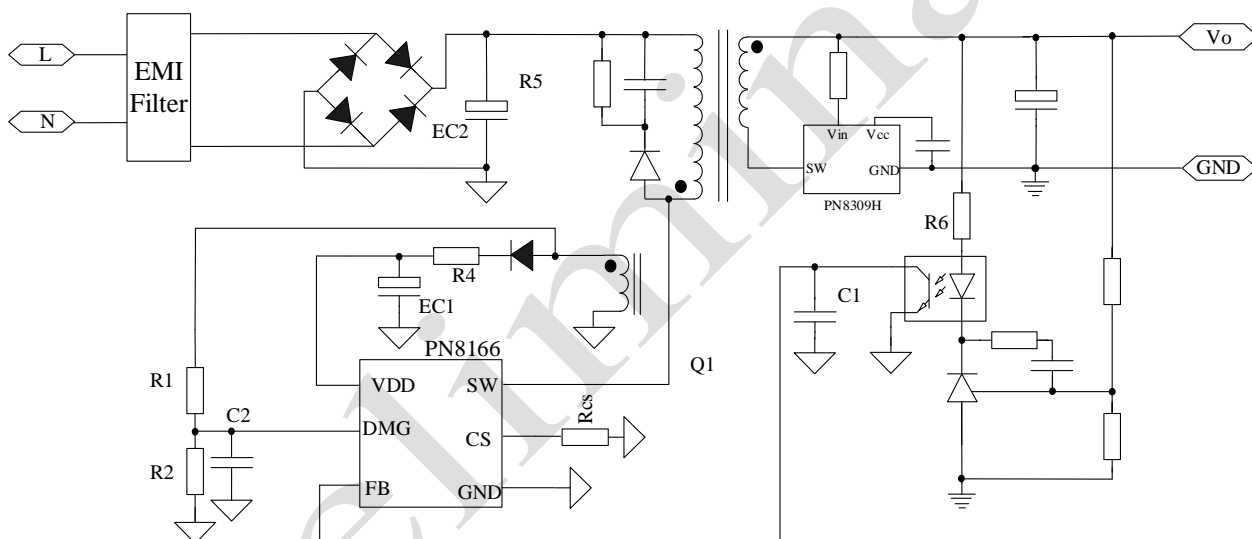 L
EMI
Filter
N
R5
EC2
Vo
Vin
Vcc
SW
GND
GND
PN8309H
R6
R4
EC1
C1
PN8166
Q1
R1
VDD
SW
Rcs
C2
DMG
CS
R2
FB
GND
elimina